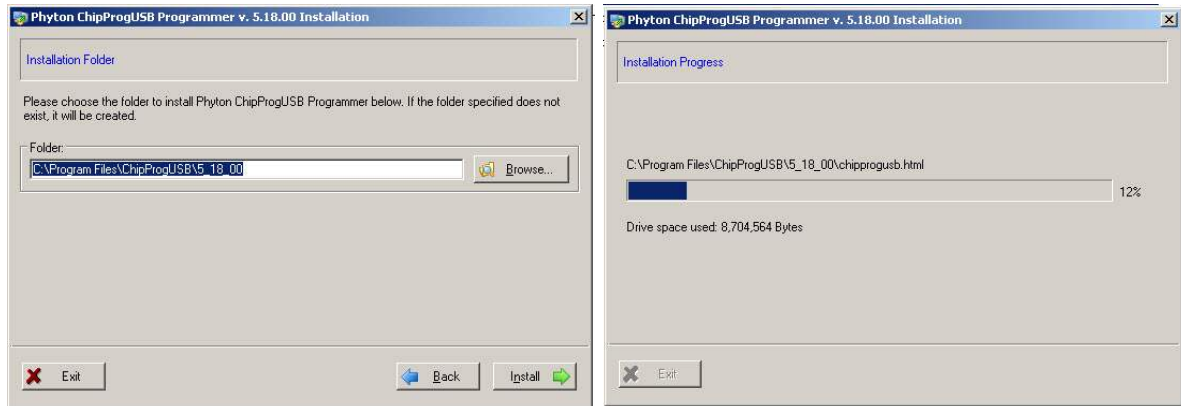 Phyton ChipProgUSB Programmer v. 5.18.00 Installation
Installation Folder
Please choose the folder to install Phyton ChipProgUSB Programmer below. If the folder specified does not
exist, it will be created.
Folder:
C:\Program Files\ChipProgUSB\5_18_00
Browse...
Exit
Back
Install
Phyton ChipProgUSB Programmer v. 5.18.00 Installation
Installation Progress
C:\Program Files\ChipProgUSB\5_18_00\chipprogusb.html
12%
Drive space used: 8,704,564 Bytes
Exit